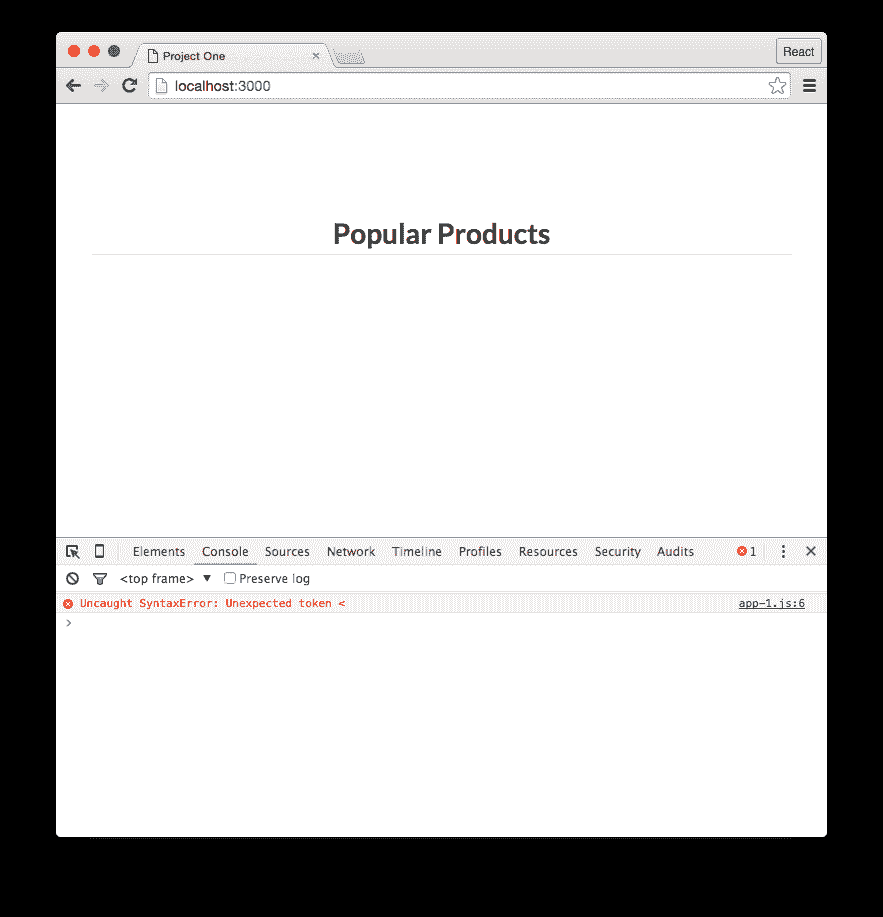 Project One
React
localhost:3000
Popular Products
Elements Console Sources Network Timeline Profiles Resources Security Audits 1
<top frame> Preserve log
Uncaught SyntaxError: Unexpected token < app-1.js:6